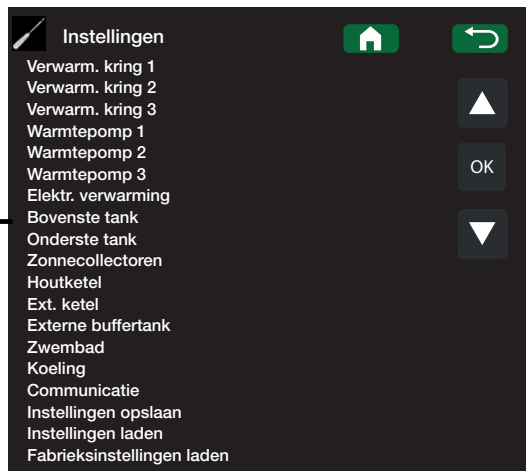 Instellingen
Verwarm. kring 1
Verwarm. kring 2
Verwarm. kring 3
Warmtepomp 1
Warmtepomp 2
Warmtepomp 3
Elektr. verwarming
Bovenste tank
Onderste tank
Zonnecollectoren
Houtketel
Ext. ketel
Externe buffertank
Zwembad
Koeling
Communicatie
Instellingen opslaan
Instellingen laden
Fabrieksinstellingen laden
OK